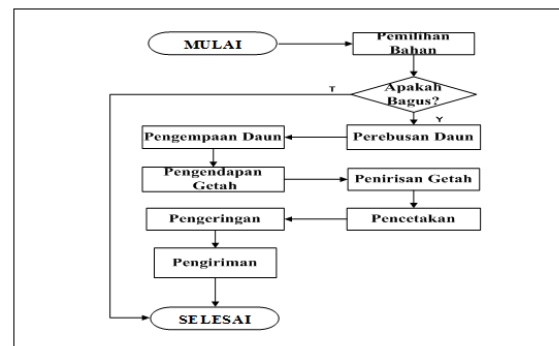 MULAI
Pemilihan
Bahan
Apakah
Bagus?
T
Y
Perebusan Daun
Pengempaan Daun
Pengendapan
Getah
Penirisan Getah
Pencetakan
Pengeringan
Pengiriman
SELESAI